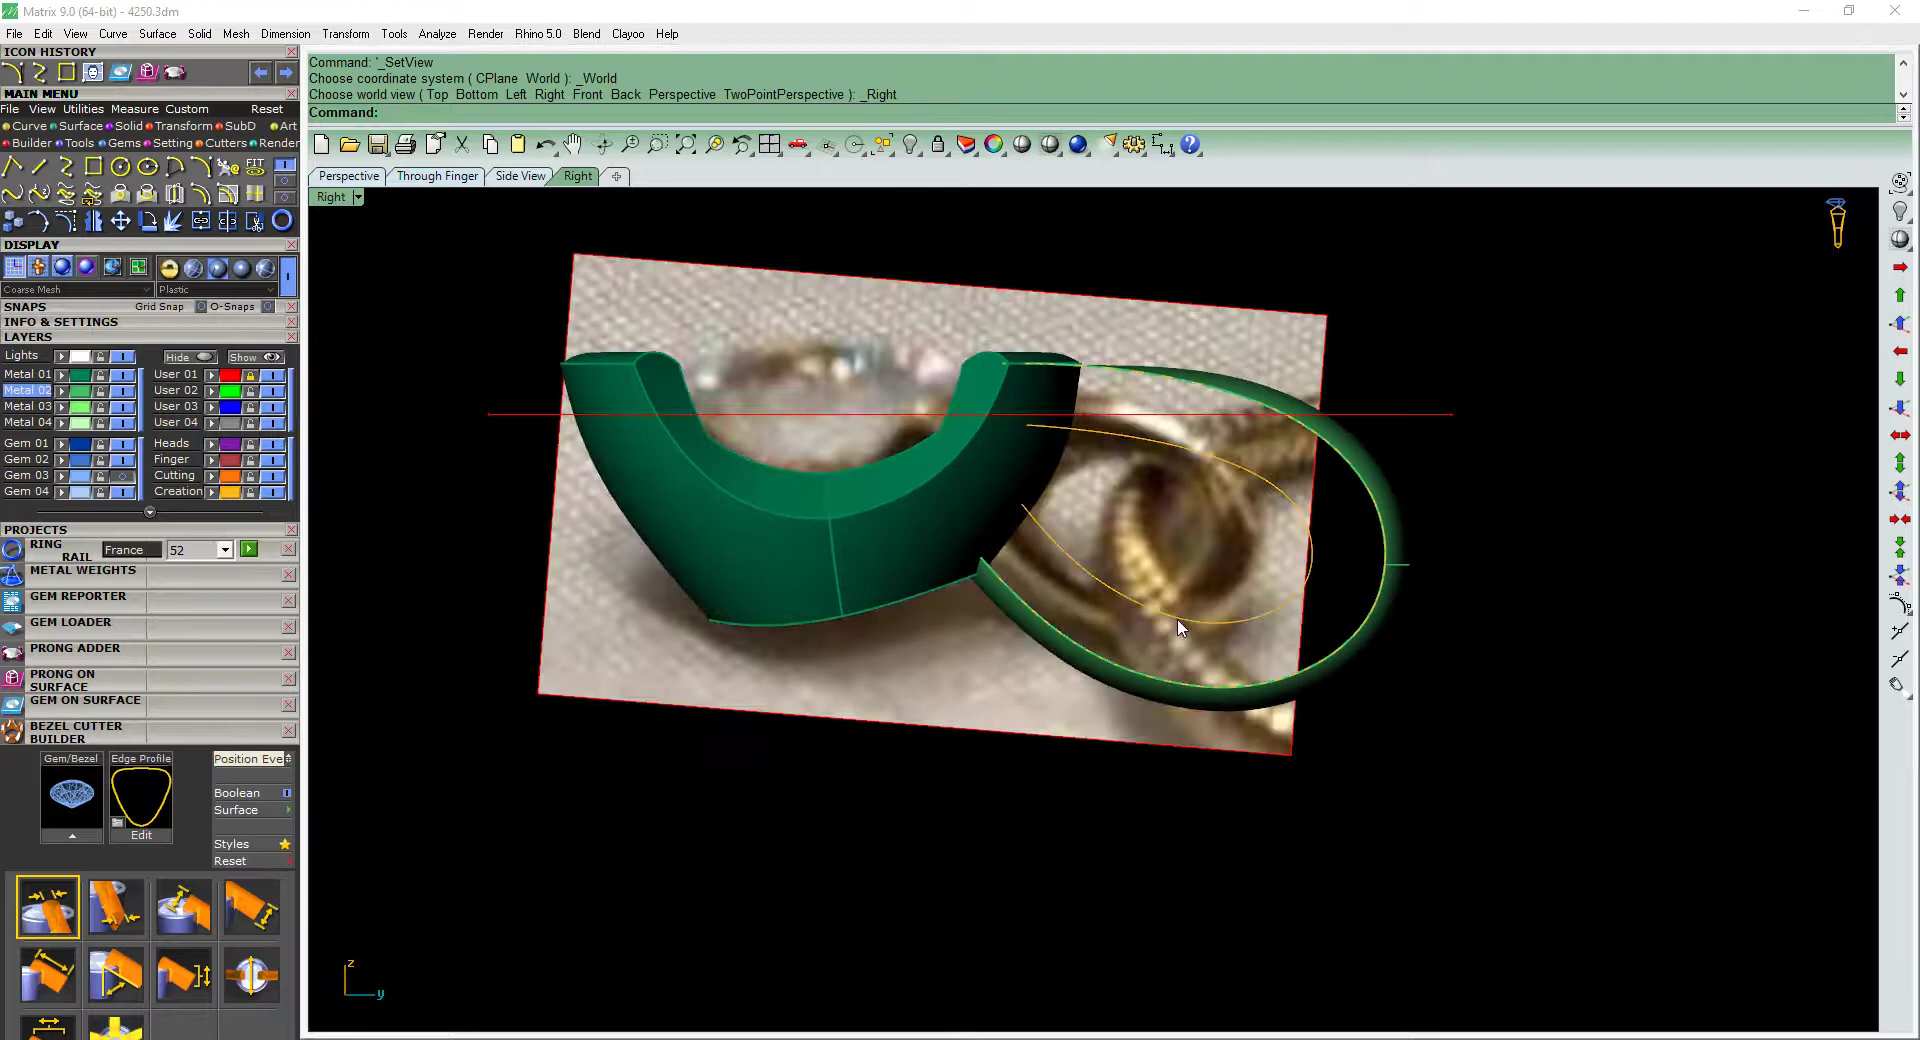 Matrix 9.0 (64-bit) - 4250.3dm
File Edit View Curve Surface Solid Mesh Dimension Transform Tools Analyze Render Rhino 5.0 Blend Clayoo Help
ICON HISTORY
MAIN MENU
File View Utilities Measure Custom Reset
Curve Surface Solid Transform SubD Art
Builder Tools Gems Setting Cutters Render
FIT
DISPLAY
Coarse Mesh Plastic
SNAPS Grid Snap O-Snaps
INFO & SETTINGS
LAYERS
Lights Hide Show
Metal 01 User 01
Metal 02 User 02
Metal 03 User 03
Metal 04 User 04
Gem 01 Heads
Gem 02 Finger
Gem 03 Cutting
Gem 04 Creation
PROJECTS
RING RAIL France 52
METAL WEIGHTS
GEM REPORTER
GEM LOADER
PRONG ADDER
PRONG ON SURFACE
GEM ON SURFACE
BEZEL CUTTER BUILDER
Gem/Bezel Edge Profile Position Eve
Boolean
Surface
Edit
Styles
Reset
Command: '_SetView
Choose coordinate system ( CPlane World ): _World
Choose world view ( Top Bottom Left Right Front Back Perspective TwoPointPerspective ): _Right
Command:
Perspective Through Finger Side View Right
Right
z
y